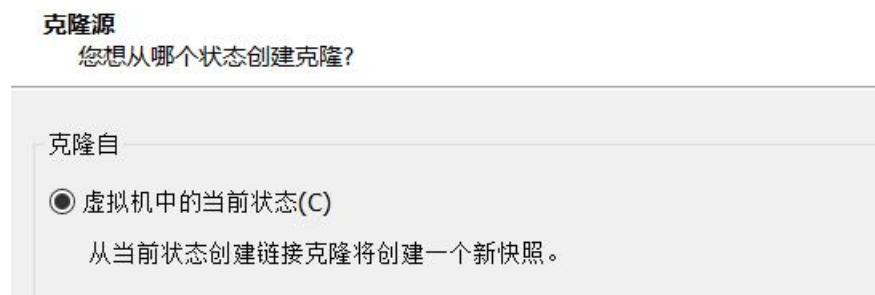 克隆源
您想从哪个状态创建克隆?
克隆自
虚拟机中的当前状态(C)
从当前状态创建链接克隆将创建一个新快照。